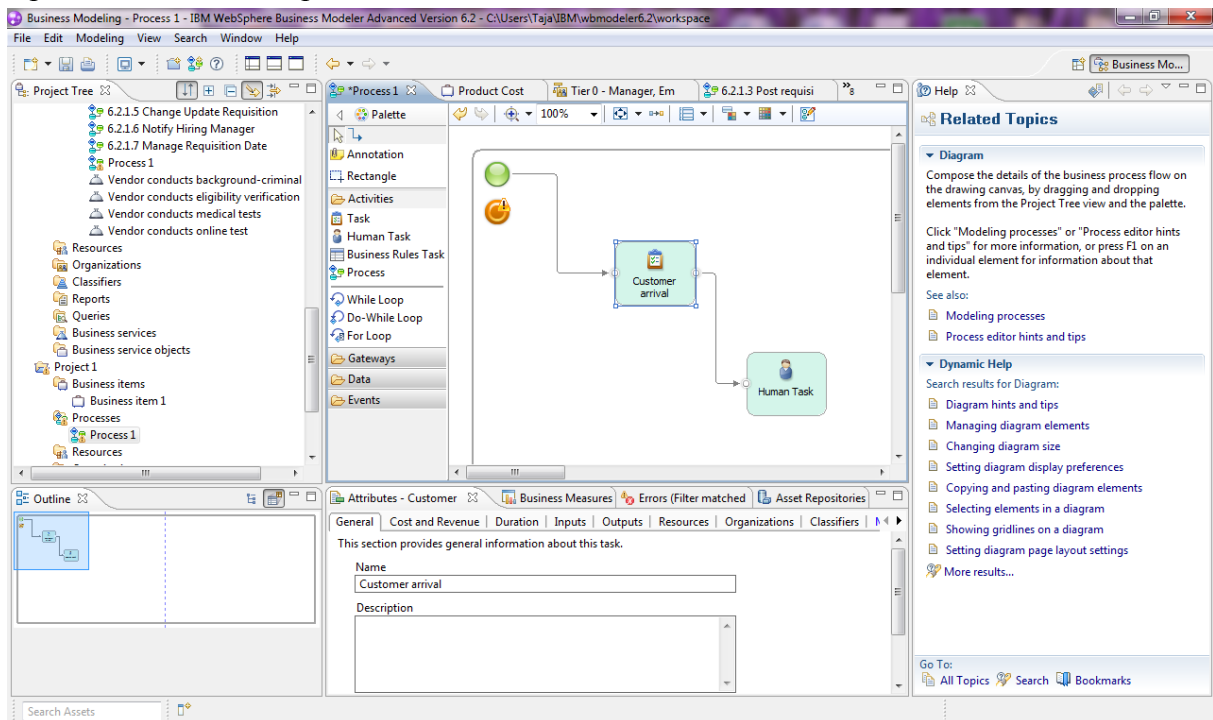 Business Modeling - Process 1 - IBM WebSphere Business Modeler Advanced Version 6.2 - C:\Users\Taja\IBM\wbmodeler6.2\workspace
File Edit Modeling View Search Window Help
Business Mo...
Project Tree
6.2.1.5 Change Update Requisition
6.2.1.6 Notify Hiring Manager
6.2.1.7 Manage Requisition Date
Process 1
Vendor conducts background-criminal
Vendor conducts eligibility verification
Vendor conducts medical tests
Vendor conducts online test
Resources
Organizations
Classifiers
Reports
Queries
Business services
Business service objects
Project 1
Business items
Business item 1
Processes
Process 1
Resources
Outline
*Process 1
Product Cost
Tier 0 - Manager, Em
6.2.1.3 Post requisi
8
Palette
100%
Annotation
Rectangle
Activities
Task
Human Task
Business Rules Task
Process
While Loop
Do-While Loop
For Loop
Gateways
Data
Events
Customer
arrival
Human Task
Attributes - Customer
Business Measures
Errors (Filter matched
Asset Repositories
General Cost and Revenue Duration Inputs Outputs Resources Organizations Classifiers
This section provides general information about this task.
Name
Customer arrival
Description
Help
Related Topics
Diagram
Compose the details of the business process flow on
the drawing canvas, by dragging and dropping
elements from the Project Tree view and the palette.
Click "Modeling processes" or "Process editor hints
and tips" for more information, or press F1 on an
individual element for information about that
element.
See also:
Modeling processes
Process editor hints and tips
Dynamic Help
Search results for Diagram:
Diagram hints and tips
Managing diagram elements
Changing diagram size
Setting diagram display preferences
Copying and pasting diagram elements
Selecting elements in a diagram
Showing gridlines on a diagram
Setting diagram page layout settings
More results...
Go To:
All Topics Search Bookmarks
Search Assets